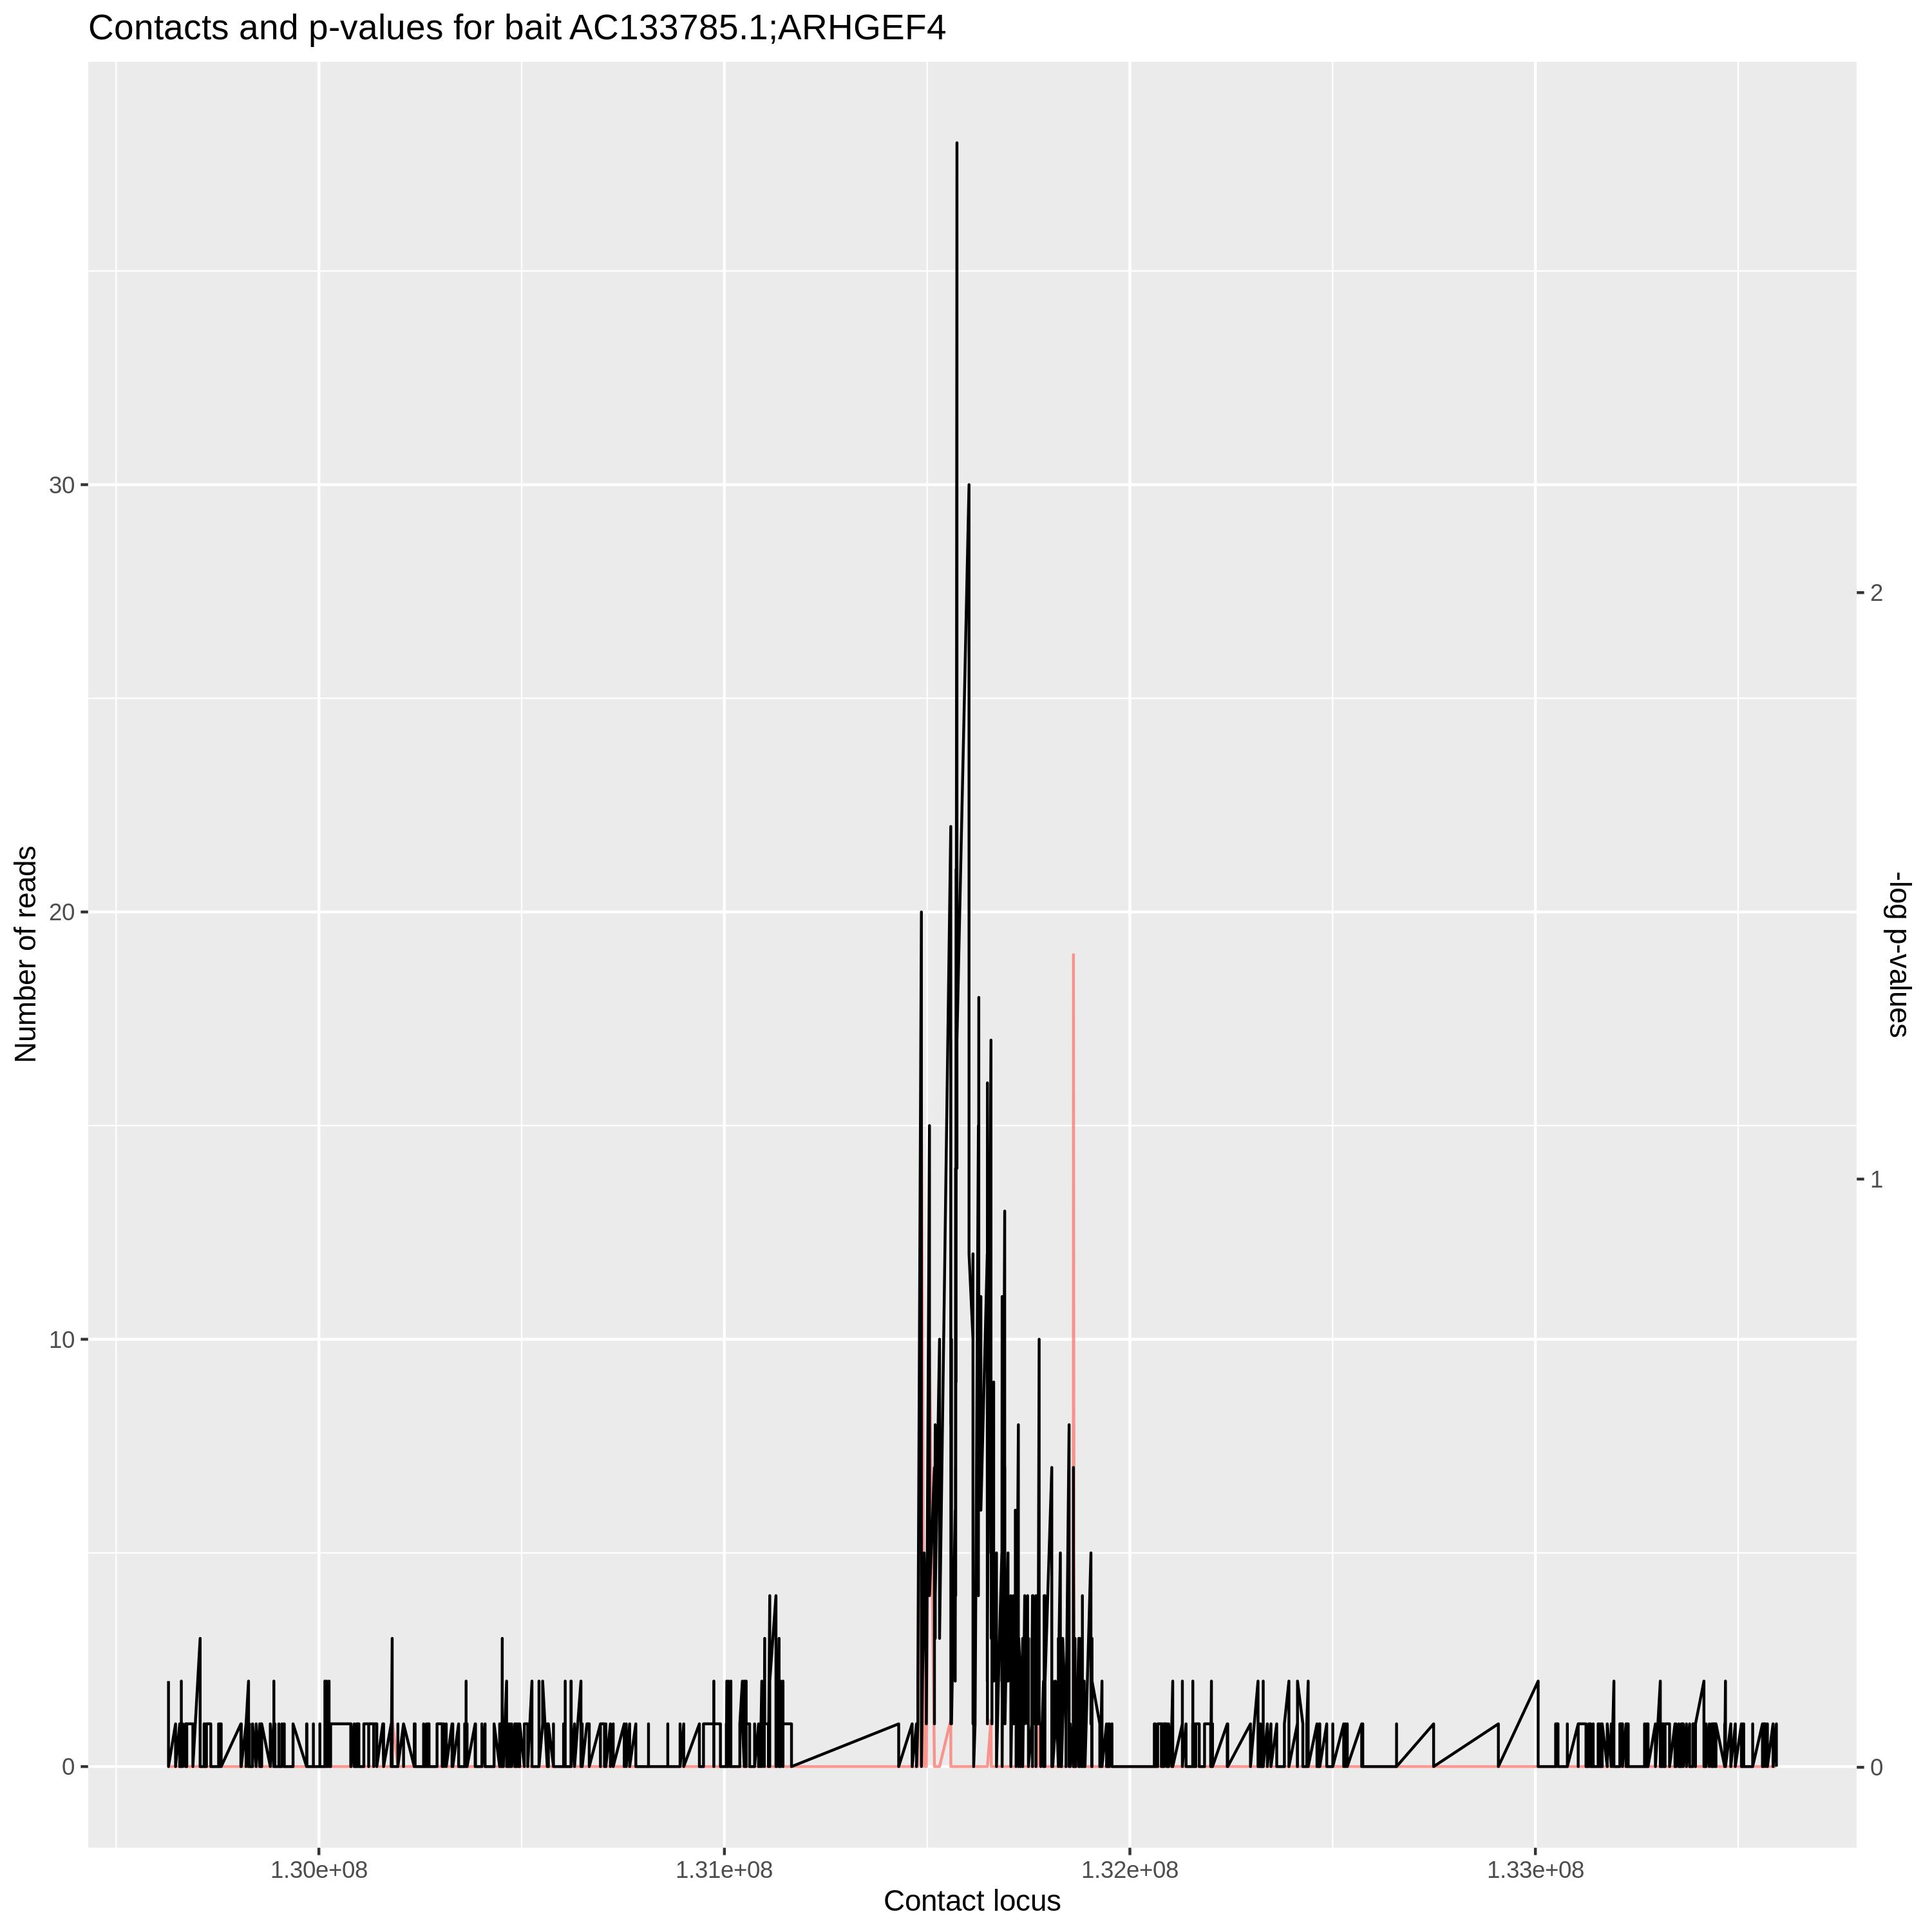 Contacts and p-values for bait AC133785.1;ARHGEF4
30
20
10
0
Number of reads
2
1
0
-log p-values
1.30e+08 1.31e+08 1.32e+08 1.33e+08
Contact locus